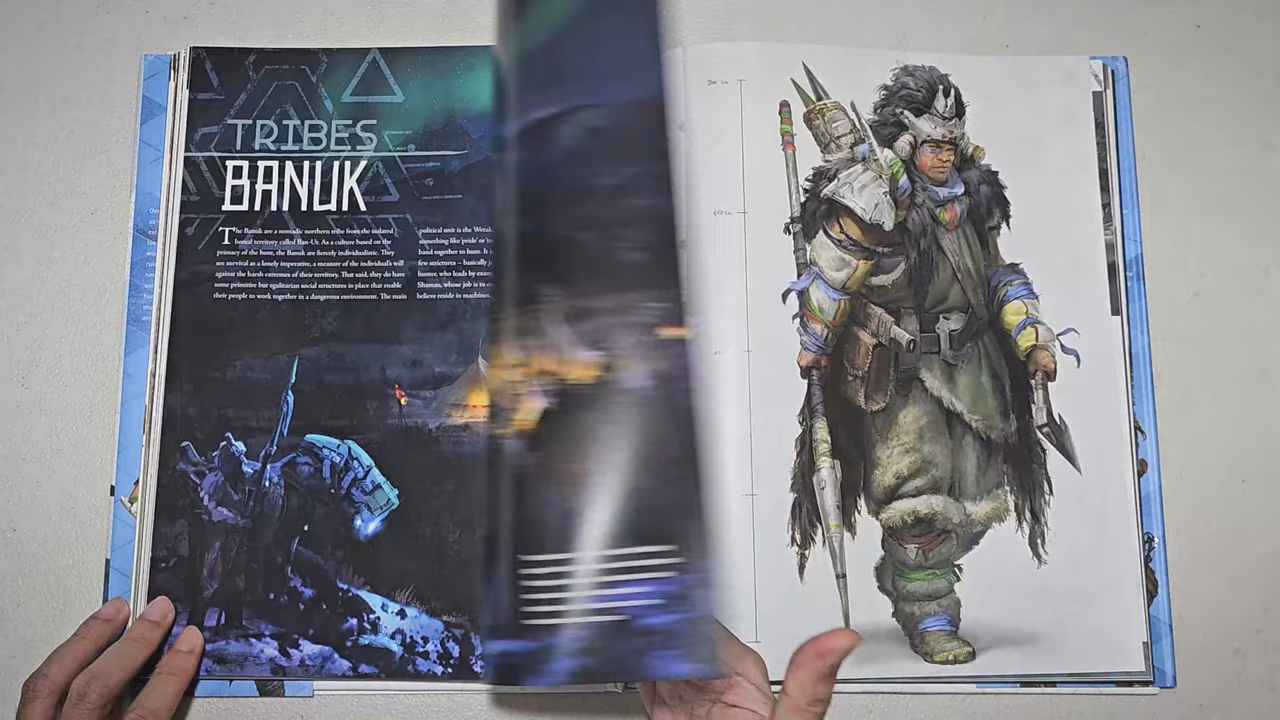 TRIBES
BANUK
The Banuk are a nomadic northern tribe from the isolated
boreal territory called Ban-Ur. As a culture based on the
primacy of the hunt, the Banuk are fiercely individualistic. They
see survival as a lonely imperative, a measure of the individual's will
against the harsh extremes of their territory. That said, they do have
some primitive but egalitarian social structures in place that enable
their people to work together in a dangerous environment. The main
political unit is the Werak
something like 'pride' or
band together to hunt. It
few structures – basically
hunter, who leads by
Shaman, whose job is to
believe reside in machines.